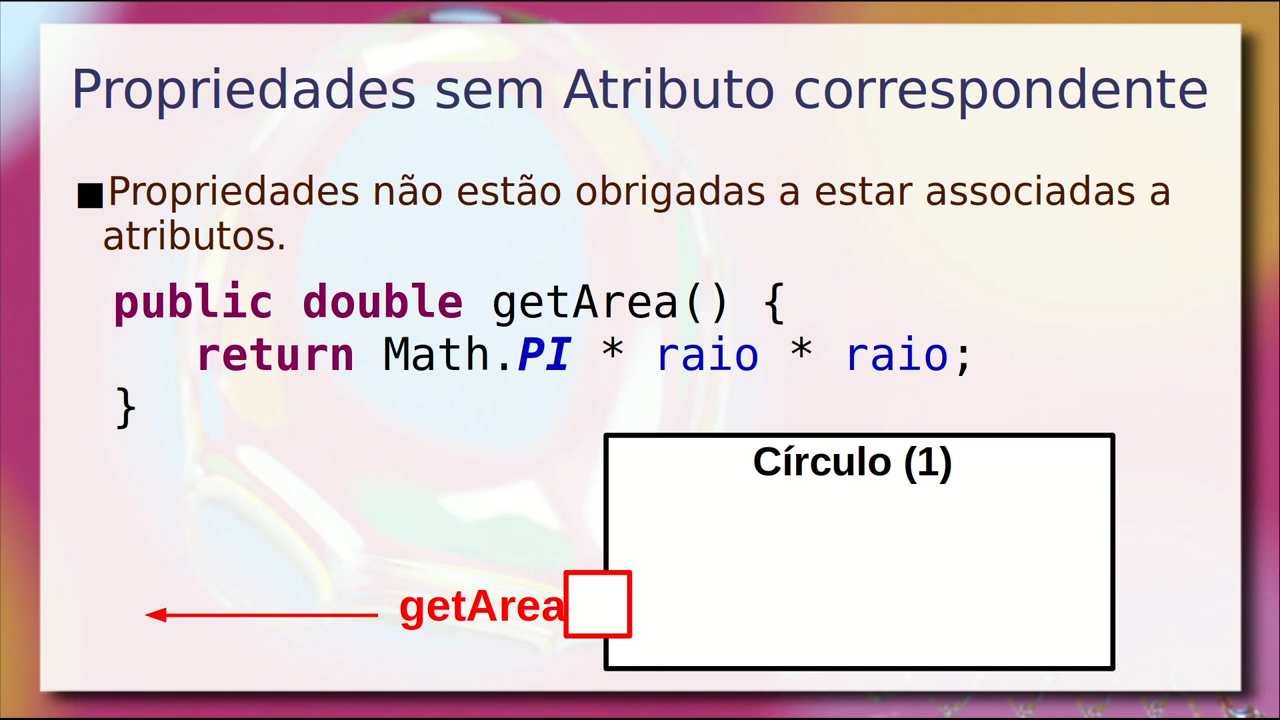 Propriedades sem Atributo correspondente
■Propriedades não estão obrigadas a estar associadas a
atributos.
public double getArea() {
return Math.PI * raio * raio;
}
Círculo (1)
getArea